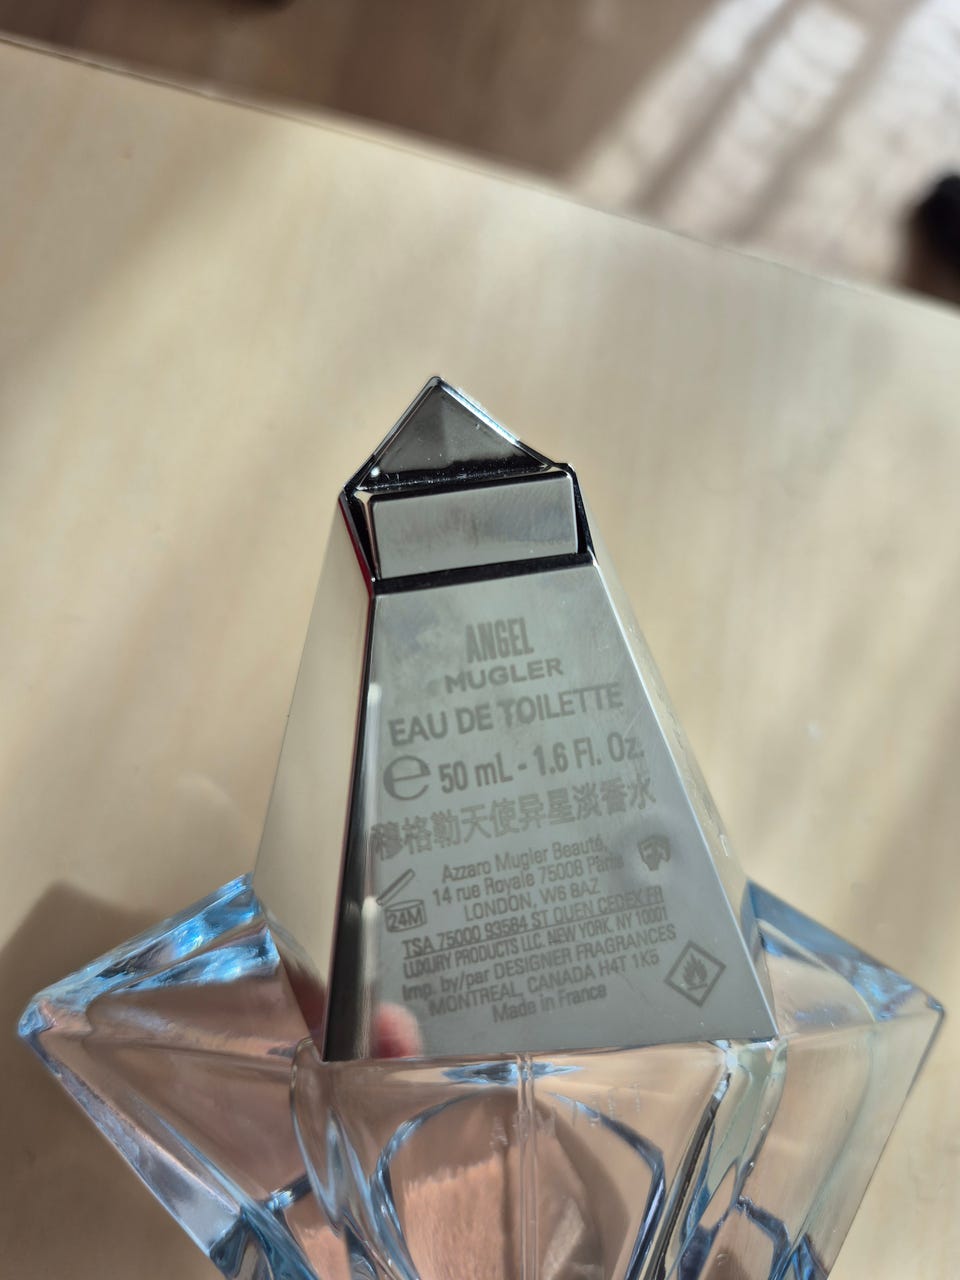 ANGEL
MUGLER
EAU DE TOILETTE
℮ 50 mL - 1.6 Fl. Oz.
穆格勒天使异星淡香水
Azzaro Mugler Beauté,
14 rue Royale 75008 Paris
LONDON, W6 8AZ
24M
TSA 75000 93584 ST OUEN CEDEX FR
LUXURY PRODUCTS LLC. NEW YORK, NY 10001
Imp. by/par DESIGNER FRAGRANCES
MONTREAL, CANADA H4T 1K5
Made in France